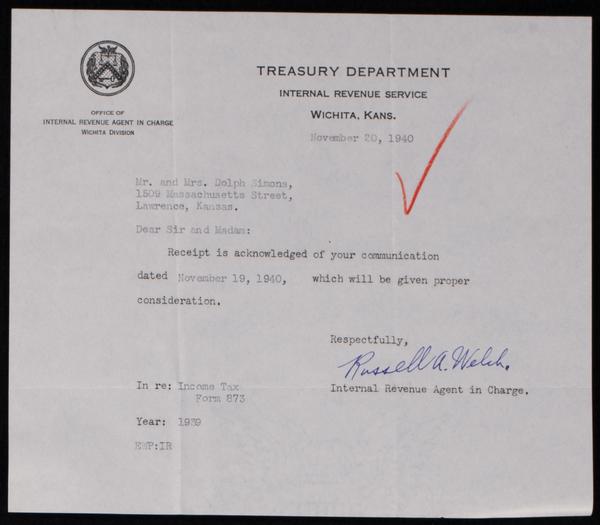 TREASURY DEPARTMENT
INTERNAL REVENUE SERVICE
WICHITA, KANS.
OFFICE OF
INTERNAL REVENUE AGENT IN CHARGE
WICHITA DIVISION
November 20, 1940
Mr. and Mrs. Dolph Simons,
1509 Massachusetts Street,
Lawrence, Kansas.
Dear Sir and Madam:
Receipt is acknowledged of your communication
dated November 19, 1940, which will be given proper
consideration.
Respectfully,
Russell A. Welch.
Internal Revenue Agent in Charge.
In re: Income Tax
Form 873
Year: 1939
EWP:IR